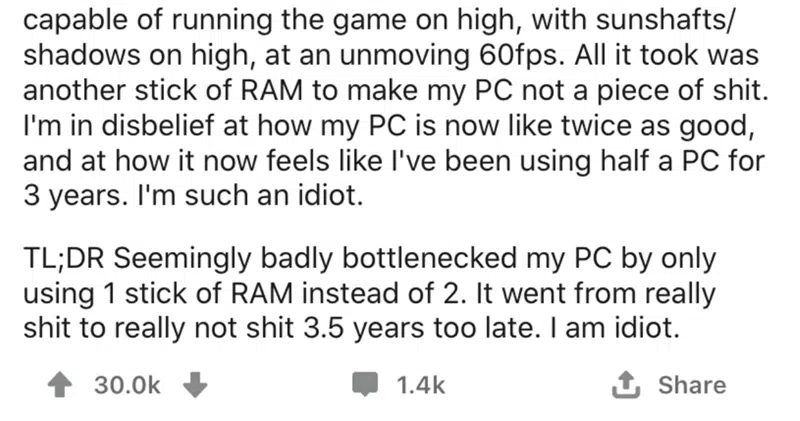 capable of running the game on high, with sunshafts/
shadows on high, at an unmoving 60fps. All it took was
another stick of RAM to make my PC not a piece of shit.
I'm in disbelief at how my PC is now like twice as good,
and at how it now feels like I've been using half a PC for
3 years. I'm such an idiot.
TL;DR Seemingly badly bottlenecked my PC by only
using 1 stick of RAM instead of 2. It went from really
shit to really not shit 3.5 years too late. I am idiot.
30.0k 1.4k Share